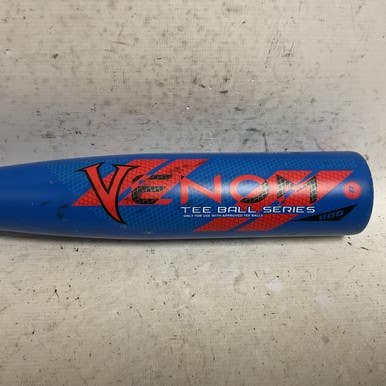 VENOM
TEE BALL SERIES
ONLY FOR USE WITH APPROVED TEE BALLS